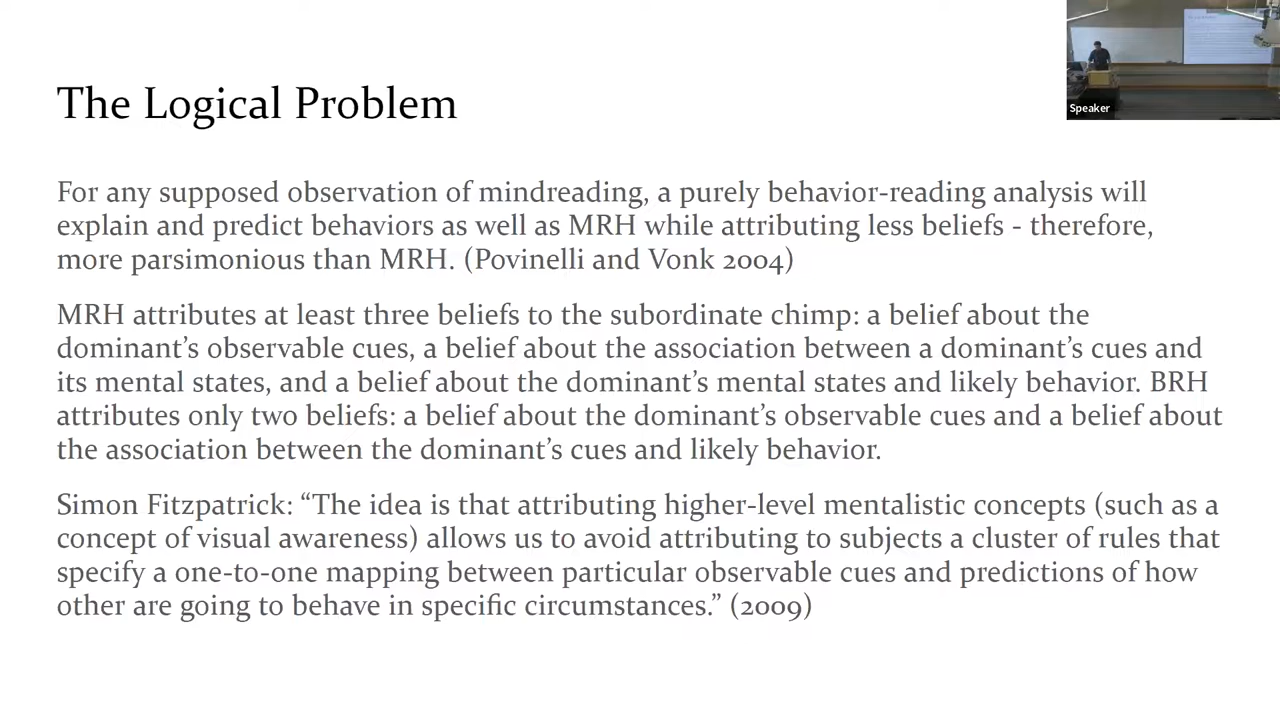 The Logical Problem
Speaker
For any supposed observation of mindreading, a purely behavior-reading analysis will
explain and predict behaviors as well as MRH while attributing less beliefs - therefore,
more parsimonious than MRH. (Povinelli and Vonk 2004)
MRH attributes at least three beliefs to the subordinate chimp: a belief about the
dominant’s observable cues, a belief about the association between a dominant’s cues and
its mental states, and a belief about the dominant’s mental states and likely behavior. BRH
attributes only two beliefs: a belief about the dominant’s observable cues and a belief about
the association between the dominant’s cues and likely behavior.
Simon Fitzpatrick: “The idea is that attributing higher-level mentalistic concepts (such as a
concept of visual awareness) allows us to avoid attributing to subjects a cluster of rules that
specify a one-to-one mapping between particular observable cues and predictions of how
other are going to behave in specific circumstances.” (2009)